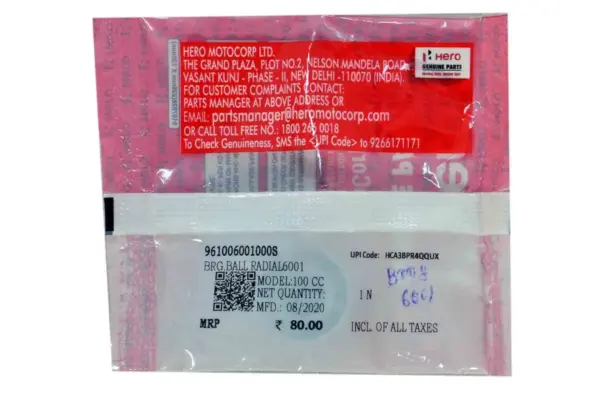 HERO MOTOCORP LTD.
THE GRAND PLAZA, PLOT NO.2, NELSON MANDELA ROAD,
VASANT KUNJ - PHASE - II, NEW DELHI -110070 (INDIA).
FOR CUSTOMER COMPLAINTS CONTACT:
PARTS MANAGER AT ABOVE ADDRESS OR
EMAIL: partsmanager@heromotocorp.com
OR CALL TOLL FREE NO.: 1800 266 0018
To Check Genuineness, SMS the <UPI Code> to 9266171171
Hero
GENUINE PARTS
961006001000S
BRG,BALL RADIAL6001
MODEL:100 CC
NET QUANTITY: 1 N
MFD.: 08/2020
MRP ₹ 80.00 INCL. OF ALL TAXES
UPI Code: HCA3BPR4QQUX
6001